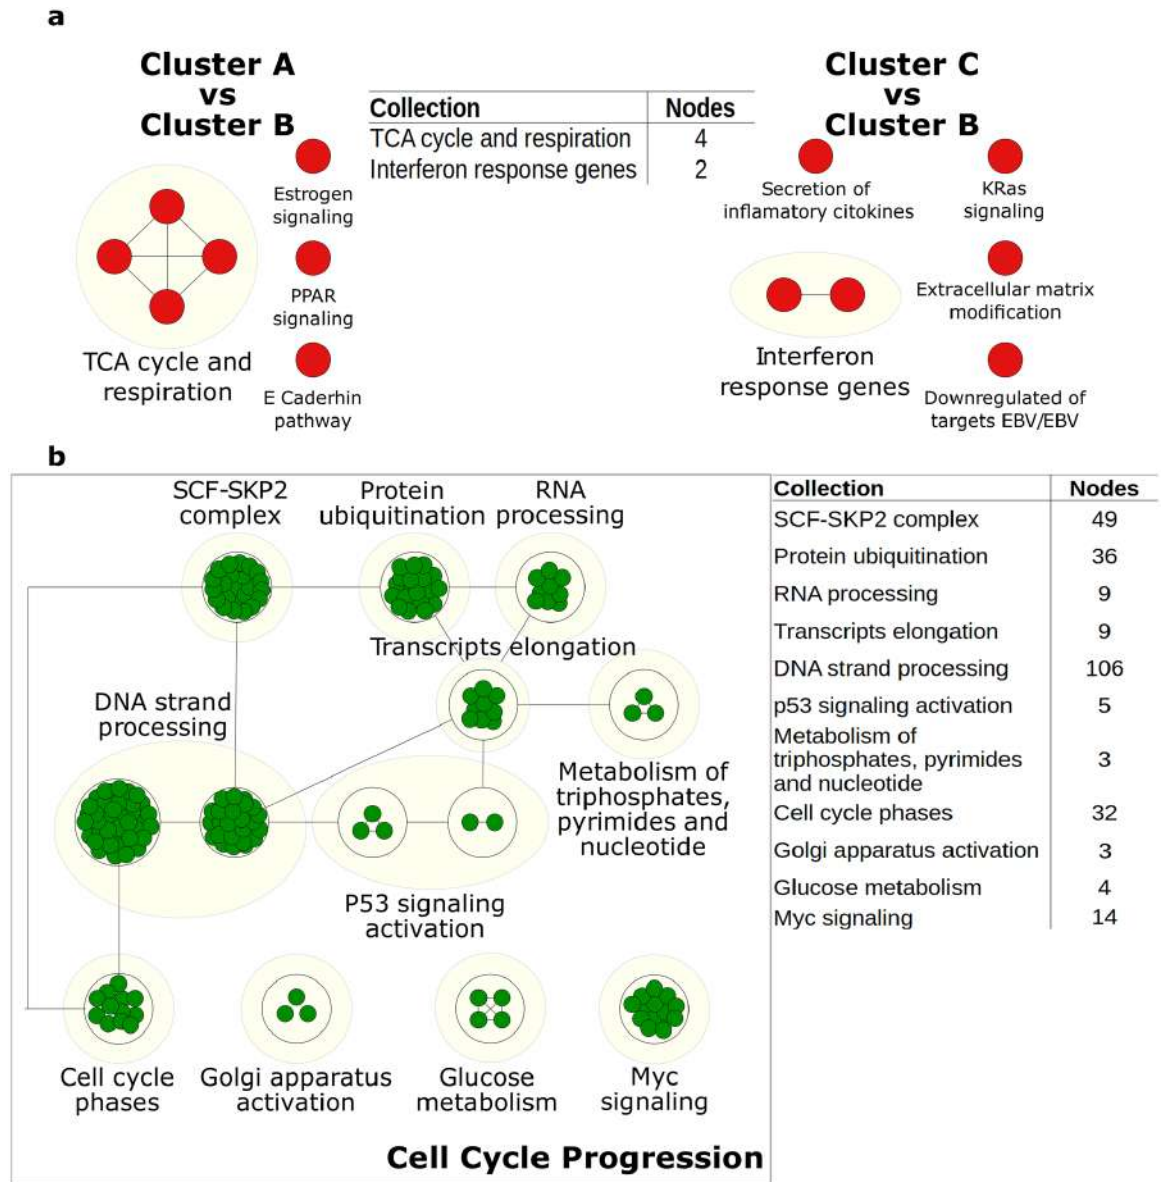 a
Cluster A
vs
Cluster B
Estrogen
signaling
PPAR
signaling
E Caderhin
pathway
TCA cycle and
respiration
Collection Nodes
TCA cycle and respiration 4
Interferon response genes 2
Cluster C
vs
Cluster B
Secretion of
inflamatory citokines
KRas
signaling
Extracellular matrix
modification
Interferon
response genes
Downregulated of
targets EBV/EBV
b
SCF-SKP2
complex
Protein
ubiquitination
RNA
processing
Transcripts elongation
DNA strand
processing
Metabolism of
triphosphates,
pyrimides and
nucleotide
P53 signaling
activation
Cell cycle
phases
Golgi apparatus
activation
Glucose
metabolism
Myc
signaling
Cell Cycle Progression
Collection Nodes
SCF-SKP2 complex 49
Protein ubiquitination 36
RNA processing 9
Transcripts elongation 9
DNA strand processing 106
p53 signaling activation 5
Metabolism of
triphosphates, pyrimides 3
and nucleotide
Cell cycle phases 32
Golgi apparatus activation 3
Glucose metabolism 4
Myc signaling 14